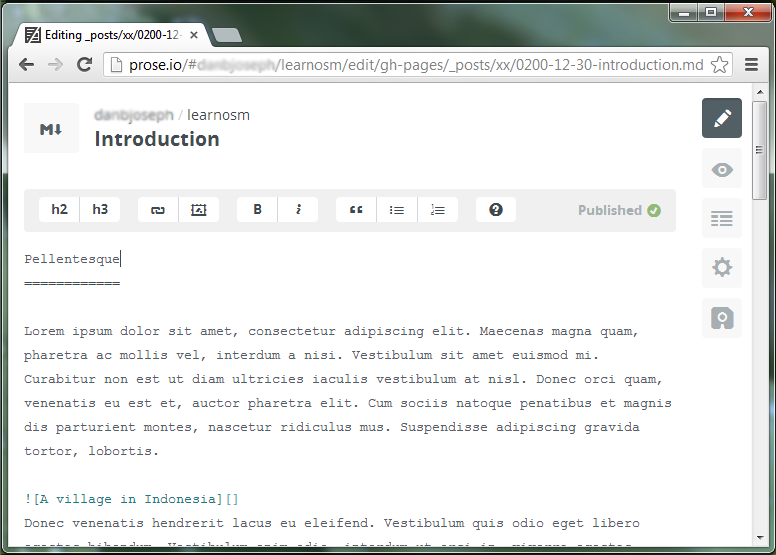 Editing _posts/xx/0200-12-
prose.io/#danbjoseph/learnosm/edit/gh-pages/_posts/xx/0200-12-30-introduction.md
M↓
danbjoseph / learnosm
Introduction
h2 h3 B i Published
Pellentesque
============
Lorem ipsum dolor sit amet, consectetur adipiscing elit. Maecenas magna quam,
pharetra ac mollis vel, interdum a nisi. Vestibulum sit amet euismod mi.
Curabitur non est ut diam ultricies iaculis vestibulum at nisl. Donec orci quam,
venenatis eu est et, auctor pharetra elit. Cum sociis natoque penatibus et magnis
dis parturient montes, nascetur ridiculus mus. Suspendisse adipiscing gravida
tortor, lobortis.
![A village in Indonesia][]
Donec venenatis hendrerit lacus eu eleifend. Vestibulum quis odio eget libero